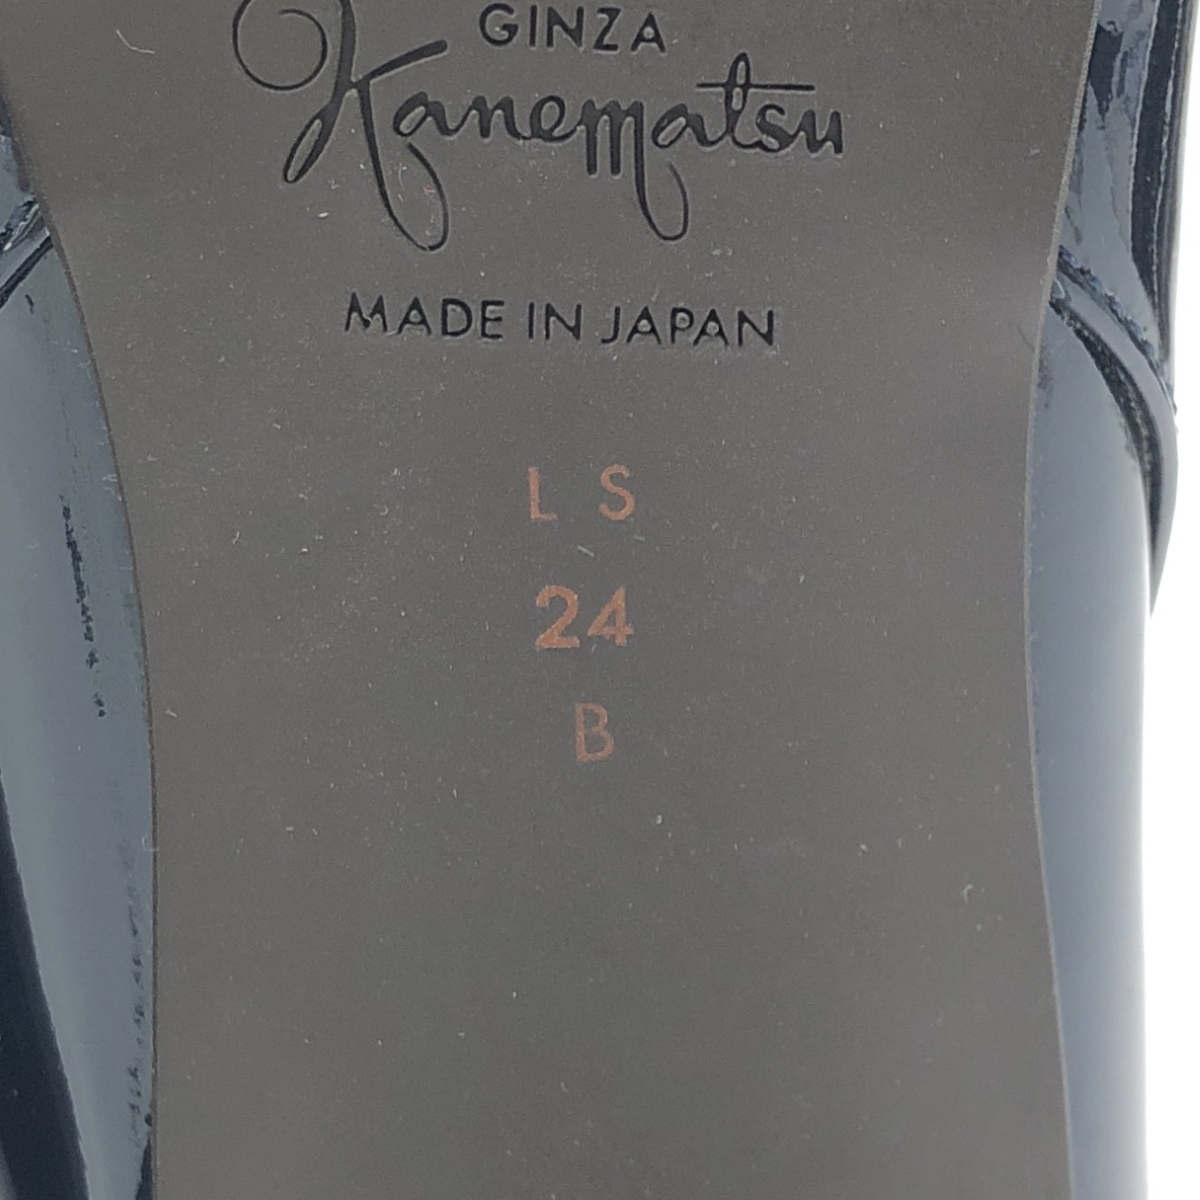 GINZA
Kanematsu
MADE IN JAPAN
L S
24
B